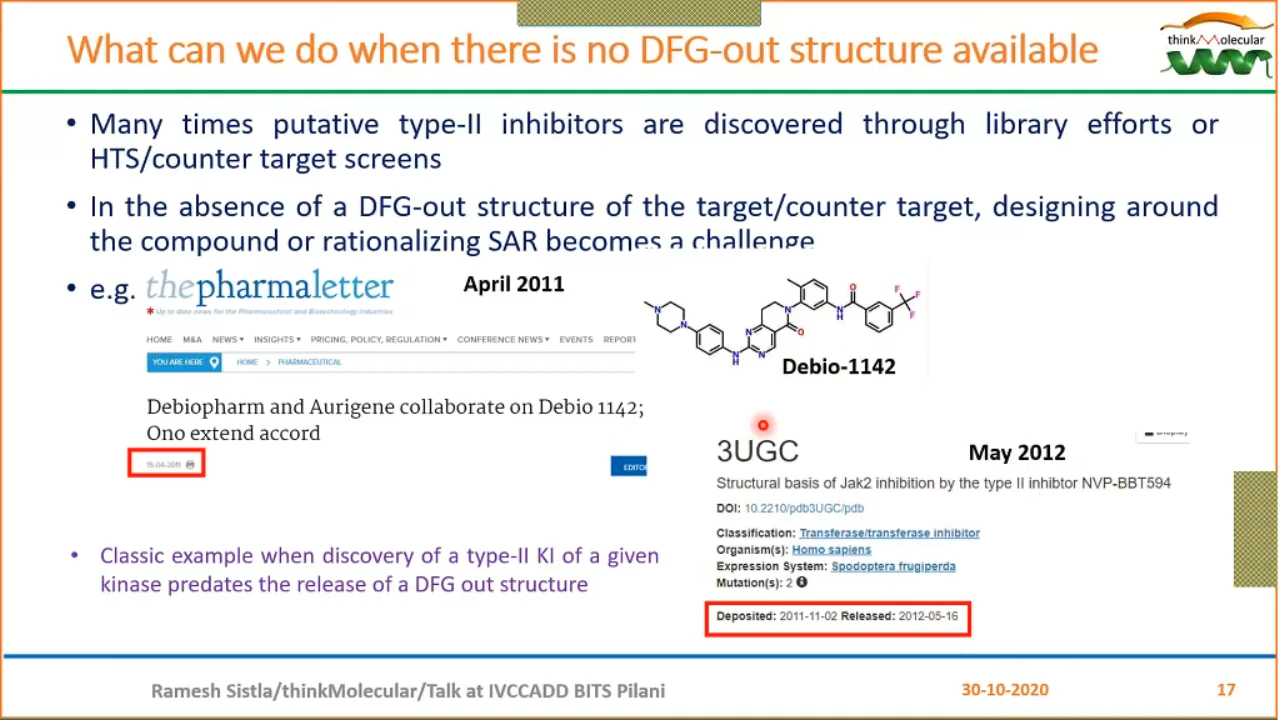 What can we do when there is no DFG-out structure available
thinkMolecular
• Many times putative type-II inhibitors are discovered through library efforts or
HTS/counter target screens
• In the absence of a DFG-out structure of the target/counter target, designing around
the compound or rationalizing SAR becomes a challenge
• e.g.
thepharmaletter
April 2011
✱ Up to date news for the Pharmaceutical and Biotechnology industries
HOME M&A NEWS▾ INSIGHTS▾ PRICING, POLICY, REGULATION▾ CONFERENCE NEWS▾ EVENTS REPORT
YOU ARE HERE HOME > PHARMACEUTICAL
Debiopharm and Aurigene collaborate on Debio 1142;
Ono extend accord
15-04-2011
EDITO
N
N
N
H
N
N
N
O
N
H
O
F
F
F
Debio-1142
3UGC
May 2012
Structural basis of Jak2 inhibition by the type II inhibtor NVP-BBT594
DOI: 10.2210/pdb3UGC/pdb
Classification: Transferase/transferase inhibitor
Organism(s): Homo sapiens
Expression System: Spodoptera frugiperda
Mutation(s): 2
Deposited: 2011-11-02 Released: 2012-05-16
• Classic example when discovery of a type-II KI of a given
kinase predates the release of a DFG out structure
Ramesh Sistla/thinkMolecular/Talk at IVCCADD BITS Pilani
30-10-2020
17